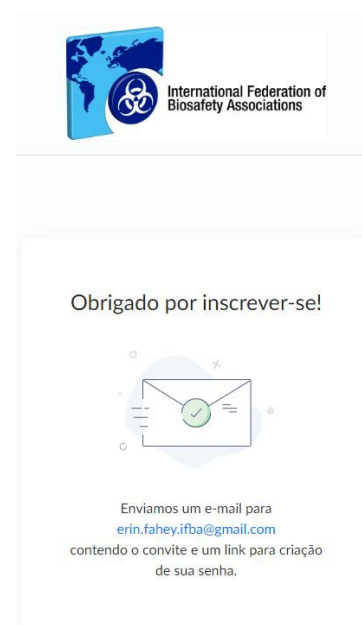 International Federation of
Biosafety Associations
Obrigado por inscrever-se!
Enviamos um e-mail para
erin.fahey.ifba@gmail.com
contendo o convite e um link para criação
de sua senha.